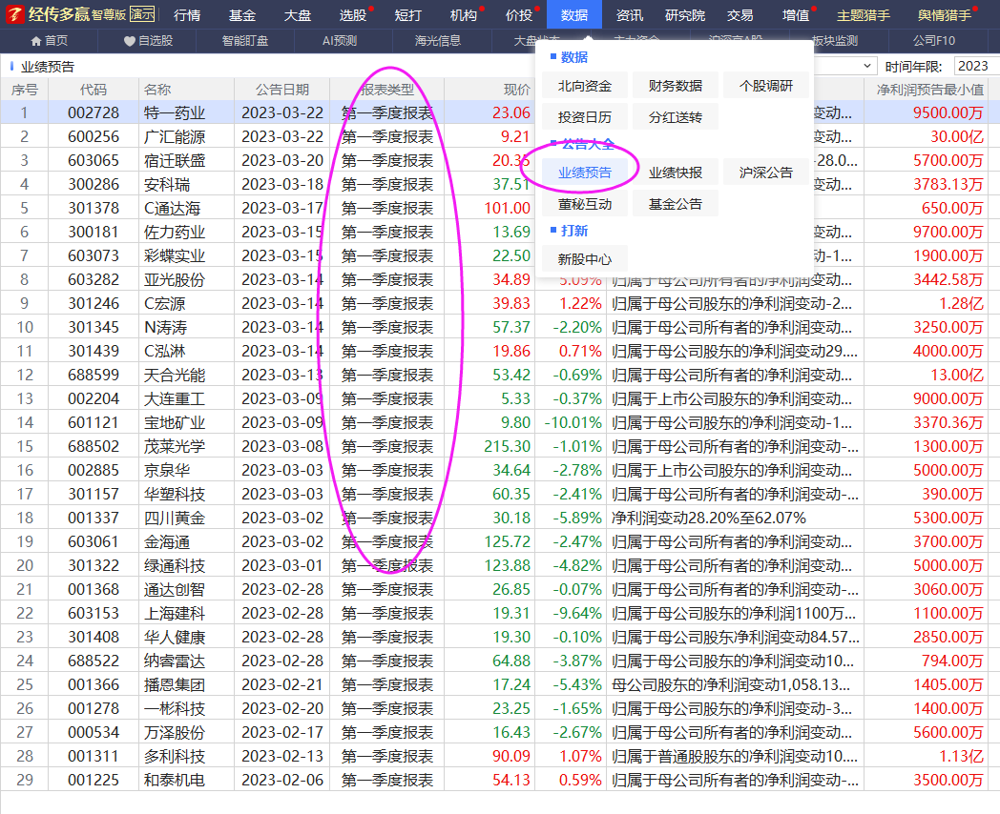 经传多赢 智尊版 演示 行情 基金 大盘 选股 短打 机构 价投 数据 资讯 研究院 交易 增值 主题猎手 舆情猎手
首页 自选股 智能盯盘 AI预测 海光信息 大盘状态 主力资金 沪深京A股 板块监测 公司F10
业绩预告 时间年限: 2023
数据
北向资金 财务数据 个股调研
投资日历 分红送转
公告大全
业绩预告 业绩快报 沪深公告
董秘互动 基金公告
打新
新股中心
序号 代码 名称 公告日期 报表类型 现价 净利润预告最小值
1 002728 特一药业 2023-03-22 第一季度报表 23.06 变动... 9500.00万
2 600256 广汇能源 2023-03-22 第一季度报表 9.21 变动... 30.00亿
3 603065 宿迁联盛 2023-03-20 第一季度报表 20.35 -28.0... 5700.00万
4 300286 安科瑞 2023-03-18 第一季度报表 37.51 变动... 3783.13万
5 301378 C通达海 2023-03-17 第一季度报表 101.00 650.00万
6 300181 佐力药业 2023-03-15 第一季度报表 13.69 变动... 9700.00万
7 603073 彩蝶实业 2023-03-15 第一季度报表 22.50 动-1... 1900.00万
8 603282 亚光股份 2023-03-14 第一季度报表 34.89 5.09% 归属于母公司所有者的净利润变动... 3442.58万
9 301246 C宏源 2023-03-14 第一季度报表 39.83 1.22% 归属于母公司股东的净利润变动-2... 1.28亿
10 301345 N涛涛 2023-03-14 第一季度报表 57.37 -2.20% 归属于母公司所有者的净利润变动... 3250.00万
11 301439 C泓淋 2023-03-14 第一季度报表 19.86 0.71% 归属于母公司股东的净利润变动29.... 4000.00万
12 688599 天合光能 2023-03-13 第一季度报表 53.42 -0.69% 归属于母公司所有者的净利润变动... 13.00亿
13 002204 大连重工 2023-03-09 第一季度报表 5.33 -0.37% 归属于上市公司股东的净利润变动... 9000.00万
14 601121 宝地矿业 2023-03-09 第一季度报表 9.80 -10.01% 归属于母公司股东的净利润变动-1... 3370.36万
15 688502 茂莱光学 2023-03-08 第一季度报表 215.30 -1.01% 归属于母公司所有者的净利润变动-... 1300.00万
16 002885 京泉华 2023-03-03 第一季度报表 34.64 -2.78% 归属于上市公司股东的净利润变动... 5000.00万
17 301157 华塑科技 2023-03-03 第一季度报表 60.35 -2.41% 归属于母公司所有者的净利润变动-... 390.00万
18 001337 四川黄金 2023-03-02 第一季度报表 30.18 -5.89% 净利润变动28.20%至62.07% 5300.00万
19 603061 金海通 2023-03-02 第一季度报表 125.72 -2.47% 归属于母公司所有者的净利润变动... 3700.00万
20 301322 绿通科技 2023-03-01 第一季度报表 123.88 -4.82% 归属于母公司所有者的净利润变动... 5000.00万
21 001368 通达创智 2023-02-28 第一季度报表 26.85 -0.07% 归属于母公司所有者的净利润变动-... 3060.00万
22 603153 上海建科 2023-02-28 第一季度报表 19.31 -9.64% 归属于母公司股东的净利润1100万... 1100.00万
23 301408 华人健康 2023-02-28 第一季度报表 19.30 -0.10% 归属于母公司股东净利润变动84.57... 2850.00万
24 688522 纳睿雷达 2023-02-28 第一季度报表 64.88 -3.87% 归属于母公司股东的净利润变动10... 794.00万
25 001366 播恩集团 2023-02-21 第一季度报表 17.24 -5.43% 母公司股东的净利润变动1,058.13... 1405.00万
26 001278 一彬科技 2023-02-20 第一季度报表 23.25 -1.65% 归属于母公司股东的净利润变动-3... 1400.00万
27 000534 万泽股份 2023-02-17 第一季度报表 16.43 -2.67% 归属于母公司所有者的净利润变动... 5600.00万
28 001311 多利科技 2023-02-13 第一季度报表 90.09 1.07% 归属于普通股股东的净利润变动10.... 1.13亿
29 001225 和泰机电 2023-02-06 第一季度报表 54.13 0.59% 归属于母公司所有者的净利润变动-... 3500.00万